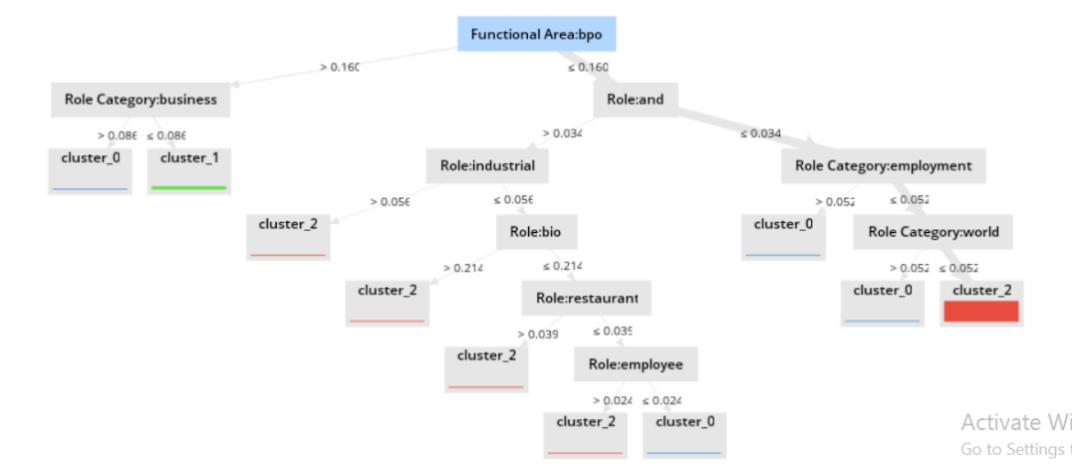 Functional Area:bpo
> 0.160 ≤ 0.160
Role Category:business Role:and
> 0.086 ≤ 0.086 > 0.034 ≤ 0.034
cluster_0 cluster_1 Role:industrial Role Category:employment
> 0.056 ≤ 0.056 > 0.052 ≤ 0.052
cluster_2 Role:bio cluster_0 Role Category:world
> 0.214 ≤ 0.214 > 0.052 ≤ 0.052
cluster_2 Role:restaurant cluster_0 cluster_2
> 0.039 ≤ 0.039
cluster_2 Role:employee
> 0.024 ≤ 0.024
cluster_2 cluster_0
Activate Wi
Go to Settings t